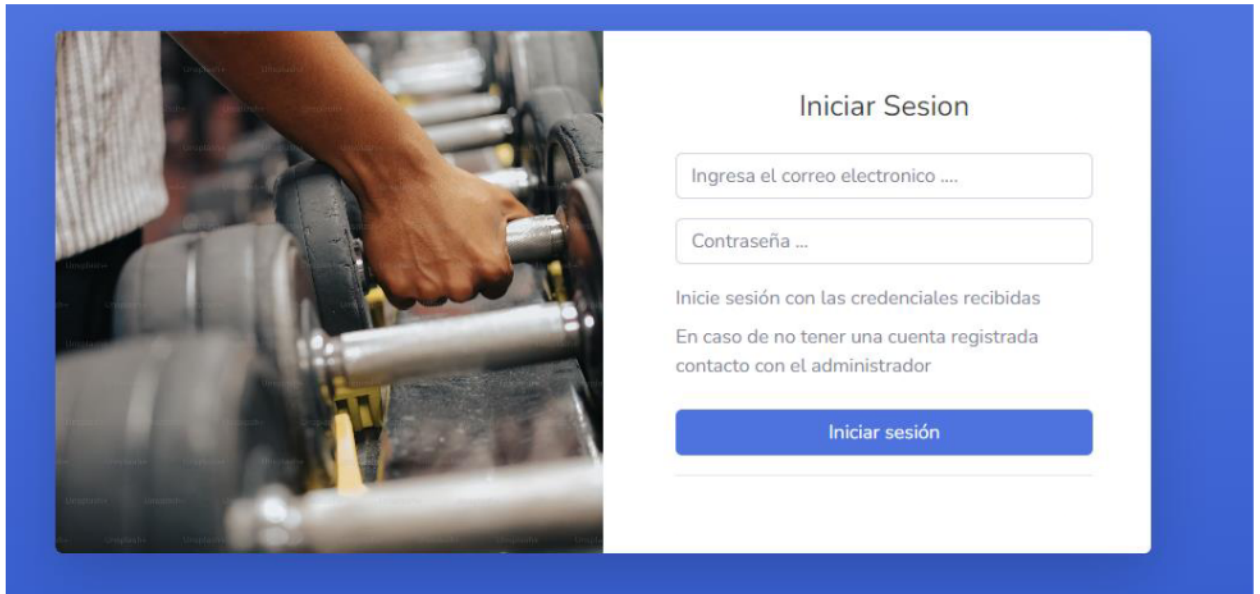 Iniciar Sesion
Ingresa el correo electronico ....
Contraseña ...
Inicie sesión con las credenciales recibidas
En caso de no tener una cuenta registrada
contacto con el administrador
Iniciar sesión